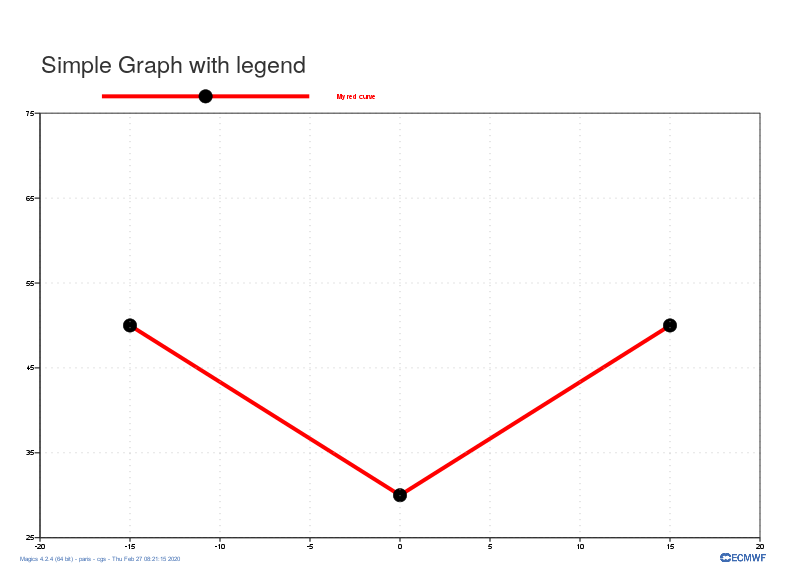 Simple Graph with legend
My red curve
75
65
55
45
35
25
-20 -15 -10 -5 0 5 10 15 20
Magics 4.2.4 (64 bit) - paris - cgs - Thu Feb 27 08:21:15 2020
ECMWF